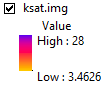 ksat.img
Value
High : 28
Low : 3.4626